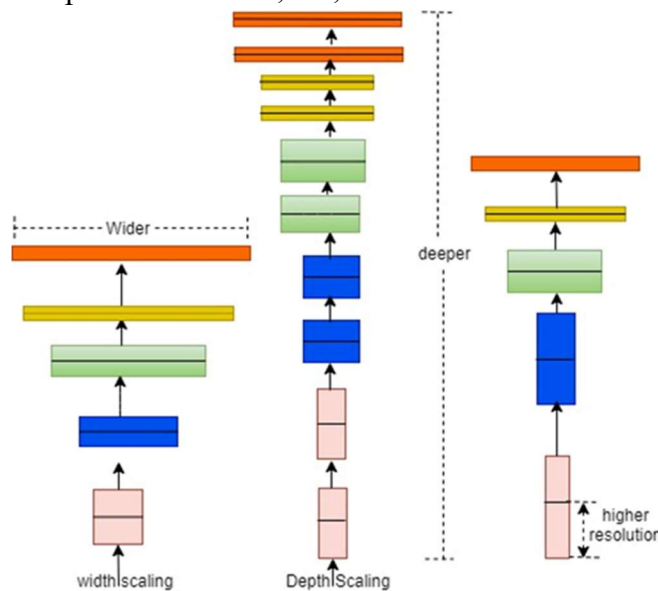 Wider
deeper
higher
resolution
width scaling
Depth Scaling